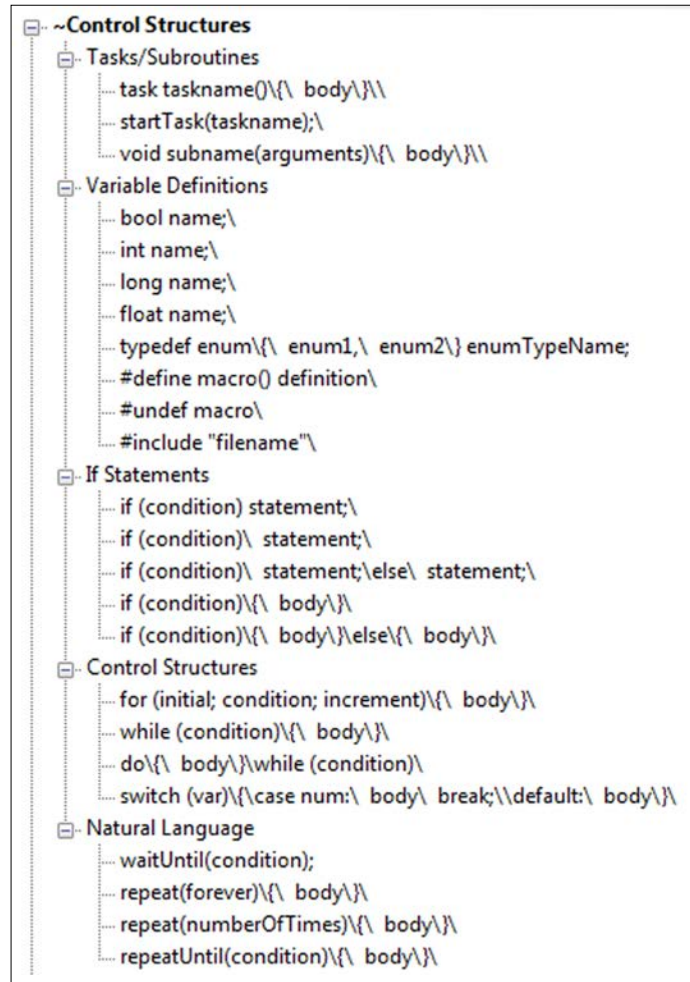 ~Control Structures
Tasks/Subroutines
task taskname()\{\  body\}\\
startTask(taskname);\
void subname(arguments)\{\  body\}\\
Variable Definitions
bool name;\
int name;\
long name;\
float name;\
typedef enum\{\  enum1,\  enum2\} enumTypeName;
#define macro() definition\
#undef macro\
#include "filename"\
If Statements
if (condition) statement;\
if (condition)\  statement;\
if (condition)\  statement;\else\  statement;\
if (condition)\{\  body\}\
if (condition)\{\  body\}\else\{\  body\}\
Control Structures
for (initial; condition; increment)\{\  body\}\
while (condition)\{\  body\}\
do\{\  body\}\while (condition)\
switch (var)\{\case num:\  body\  break;\\default:\  body\}\
Natural Language
waitUntil(condition);
repeat(forever)\{\  body\}\
repeat(numberOfTimes)\{\  body\}\
repeatUntil(condition)\{\  body\}\